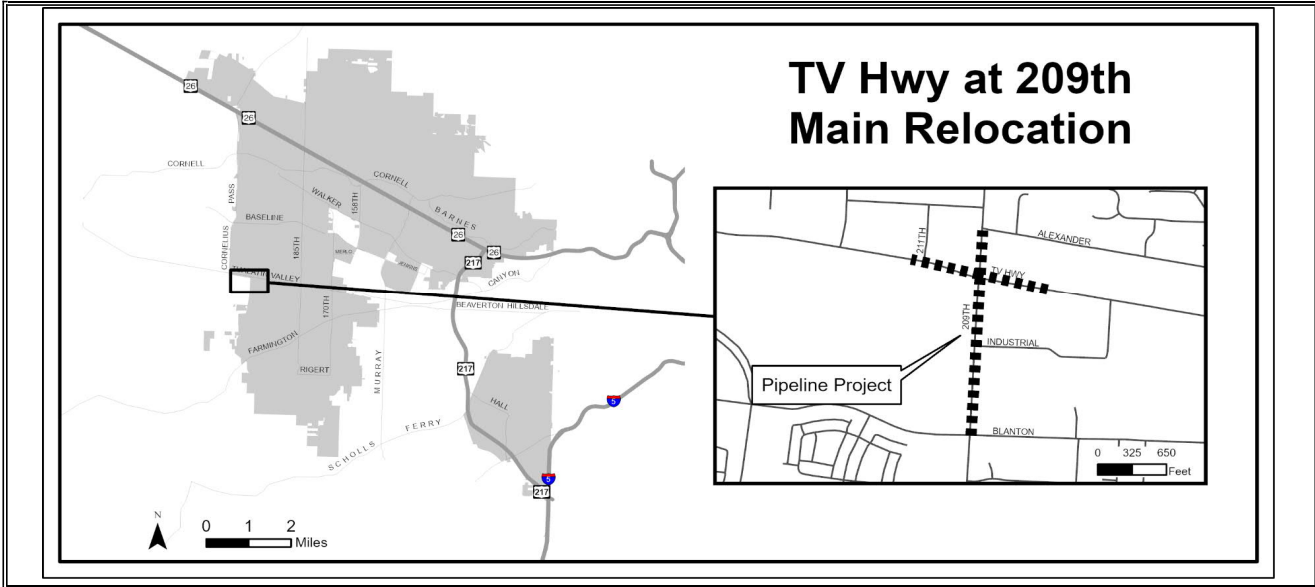 TV Hwy at 209th
Main Relocation
26
26
CORNELL
CORNELL
PASS
WALKER
158TH
BARNES
BASELINE
26
26
185TH
MERLO
217
CORNELIUS
JENKINS
CANYON
VALLEY
BEAVERTON HILLSDALE
170TH
FARMINGTON
MURRAY
217
RIGERT
HALL
5
SCHOLLS FERRY
5
217
N
0 1 2
Miles
211TH
ALEXANDER
TV HWY
209TH
INDUSTRIAL
Pipeline Project
BLANTON
0 325 650
Feet